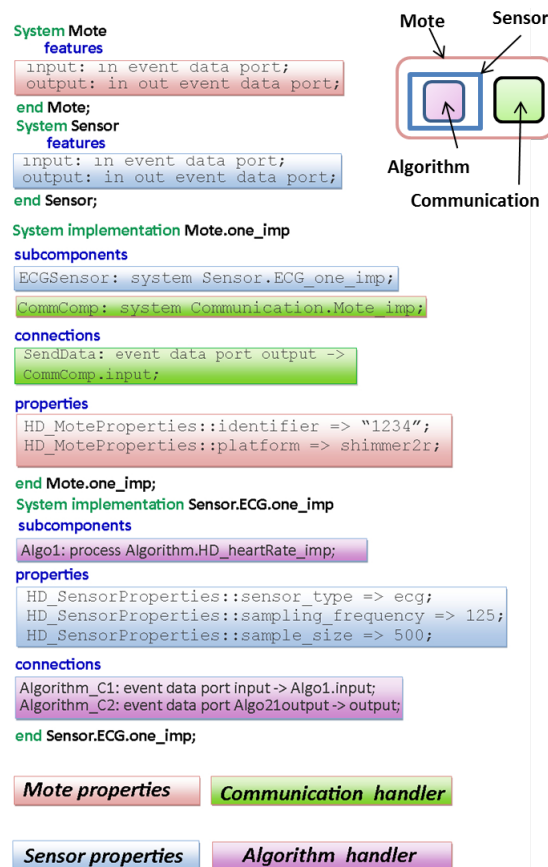 System Mote
features
input: in event data port;
output: in out event data port;
end Mote;
System Sensor
features
input: in event data port;
output: in out event data port;
end Sensor;
Mote
Sensor
Algorithm
Communication
System implementation Mote.one_imp
subcomponents
ECGSensor: system Sensor.ECG_one_imp;
CommComp: system Communication.Mote_imp;
connections
SendData: event data port output ->
CommComp.input;
properties
HD_MoteProperties::identifier => “1234”;
HD_MoteProperties::platform => shimmer2r;
end Mote.one_imp;
System implementation Sensor.ECG.one_imp
subcomponents
Algo1: process Algorithm.HD_heartRate_imp;
properties
HD_SensorProperties::sensor_type => ecg;
HD_SensorProperties::sampling_frequency => 125;
HD_SensorProperties::sample_size => 500;
connections
Algorithm_C1: event data port input -> Algo1.input;
Algorithm_C2: event data port Algo21output -> output;
end Sensor.ECG.one_imp;
Mote properties
Communication handler
Sensor properties
Algorithm handler